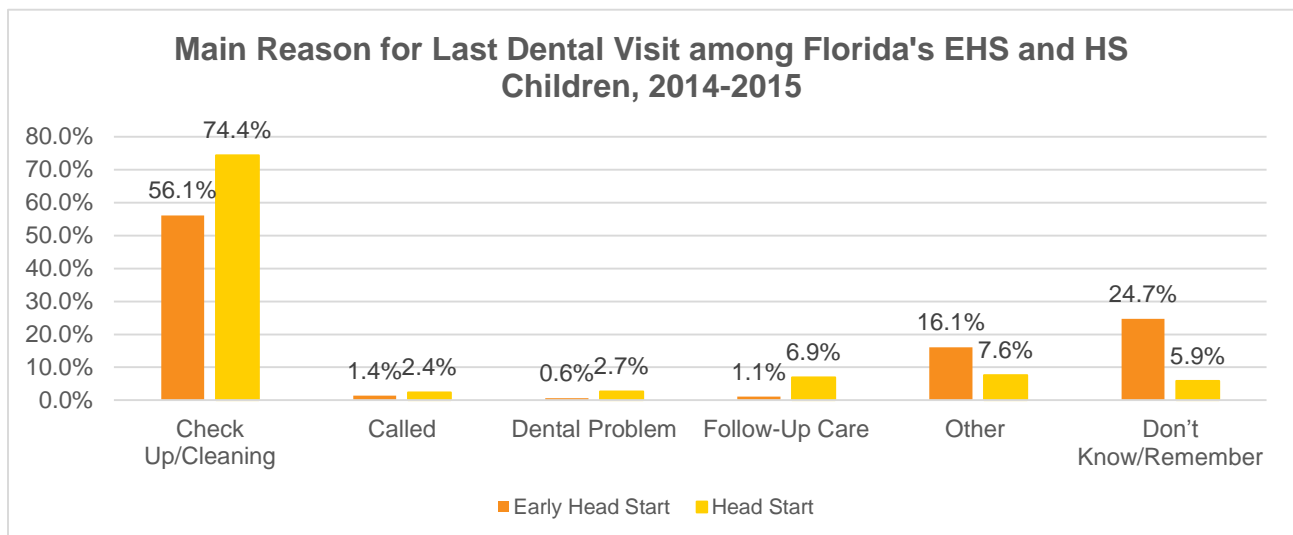 Main Reason for Last Dental Visit among Florida's EHS and HS
Children, 2014-2015
80.0%
70.0%
60.0%
50.0%
40.0%
30.0%
20.0%
10.0%
0.0%
56.1%
74.4%
1.4%
2.4%
0.6%
2.7%
1.1%
6.9%
16.1%
7.6%
24.7%
5.9%
Check
Up/Cleaning
Called
Dental Problem
Follow-Up Care
Other
Don’t
Know/Remember
Early Head Start
Head Start